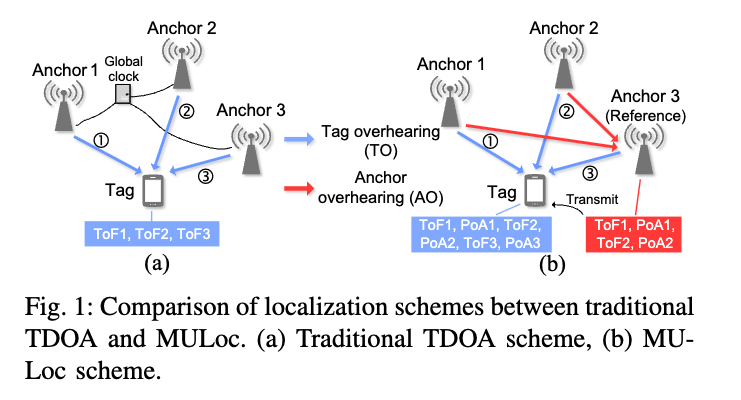 Anchor 1
Global
clock
Anchor 2
①
②
Anchor 3
③
Tag
ToF1, ToF2, ToF3
(a)
Tag overhearing
(TO)
Anchor
overhearing (AO)
Anchor 1
Anchor 2
Anchor 3
(Reference)
①
②
③
Tag
Transmit
ToF1, PoA1, ToF2,
PoA2, ToF3, PoA3
ToF1, PoA1,
ToF2, PoA2
(b)
Fig. 1: Comparison of localization schemes between traditional
TDOA and MULoc. (a) Traditional TDOA scheme, (b) MU-
Loc scheme.